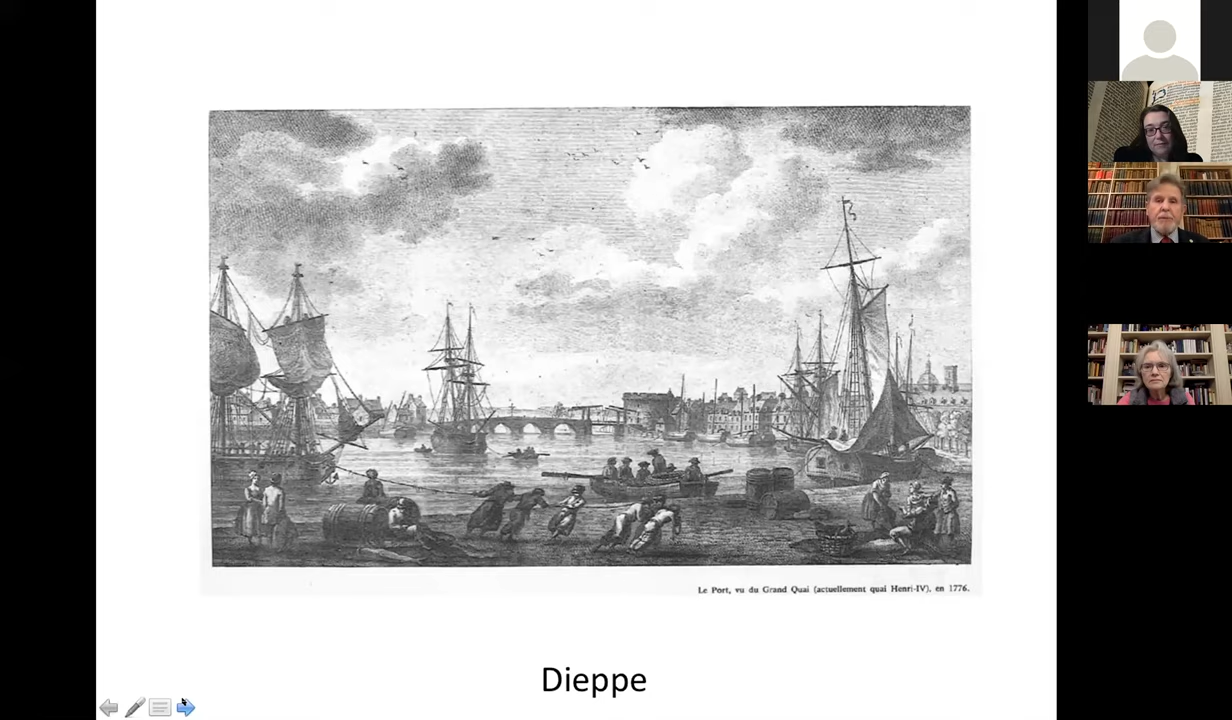 Le Port, vu du Grand Quai (actuellement quai Henri-IV), en 1776.
Dieppe